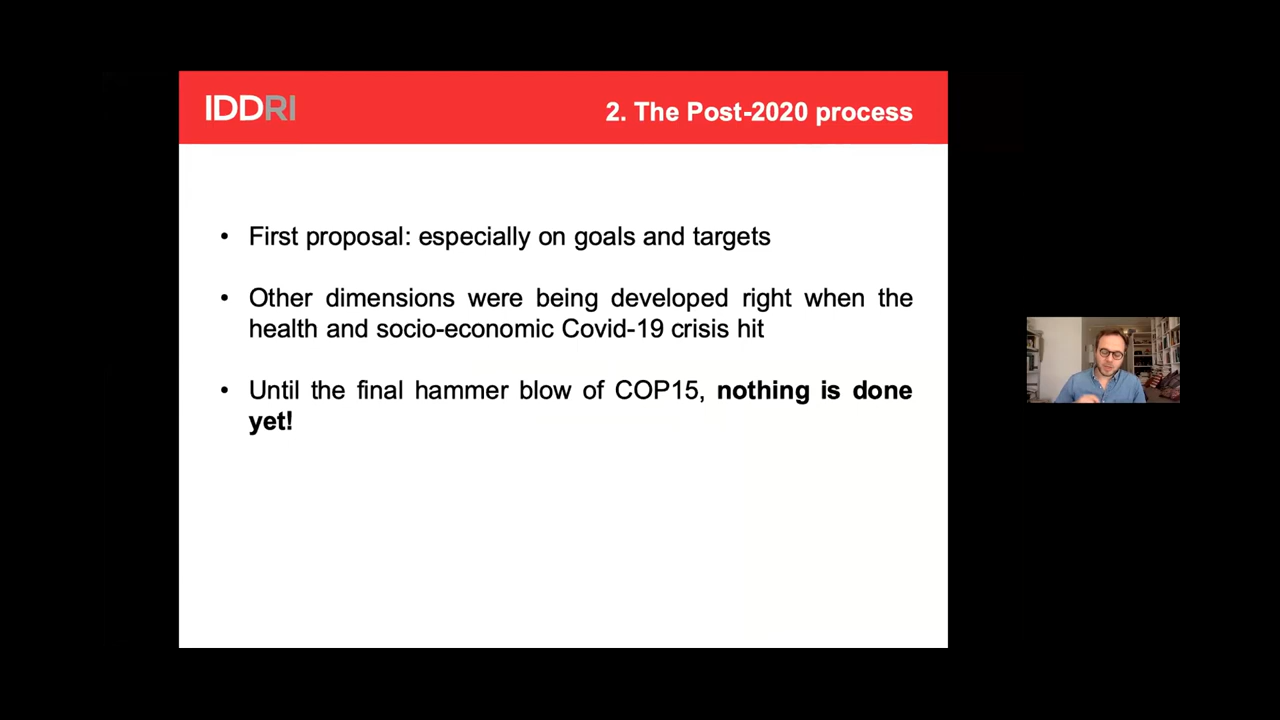 IDDRI
2. The Post-2020 process
• First proposal: especially on goals and targets
• Other dimensions were being developed right when the
health and socio-economic Covid-19 crisis hit
• Until the final hammer blow of COP15, nothing is done
yet!